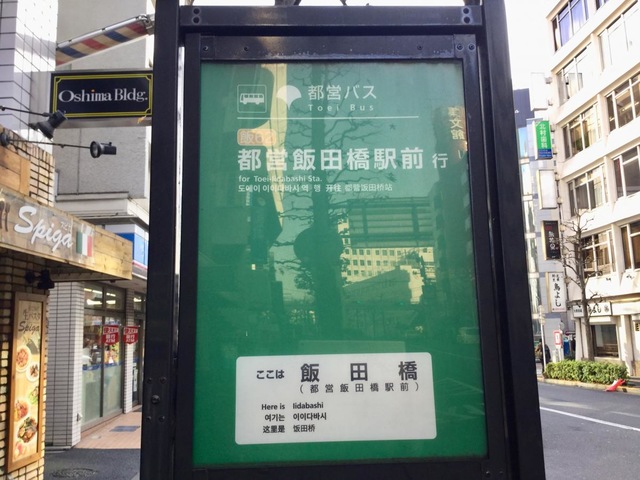 Oshima Bldg.
都営バス
Toei Bus
都営飯田橋駅前 行
for Toei-Iidabashi Sta.
도에이 이이다바시 역 행 开往 都营饭田桥站
ここは 飯田橋
(都営飯田橋駅前)
Here is Iidabashi
여기는 이이다바시
这里是 饭田桥
Spiga